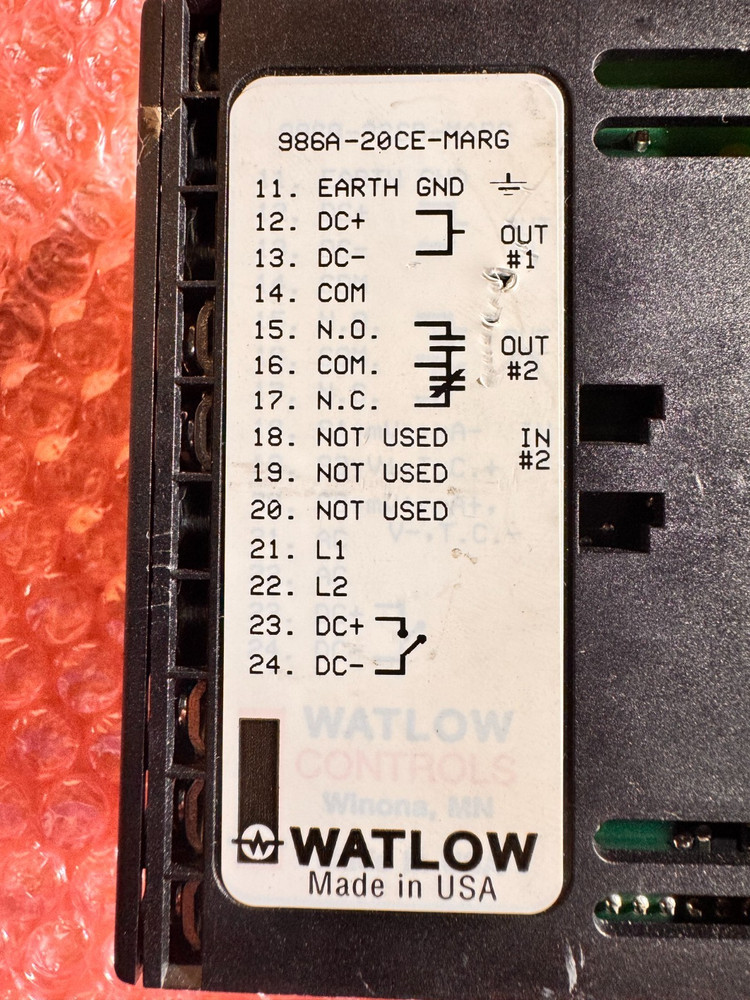 986A-20CE-MARG
11. EARTH GND
12. DC+
13. DC-
OUT
#1
14. COM
15. N.O.
16. COM.
17. N.C.
OUT
#2
18. NOT USED
19. NOT USED
20. NOT USED
IN
#2
21. L1
22. L2
23. DC+
24. DC-
WATLOW
CONTROLS
Winona, MN
WATLOW
Made in USA